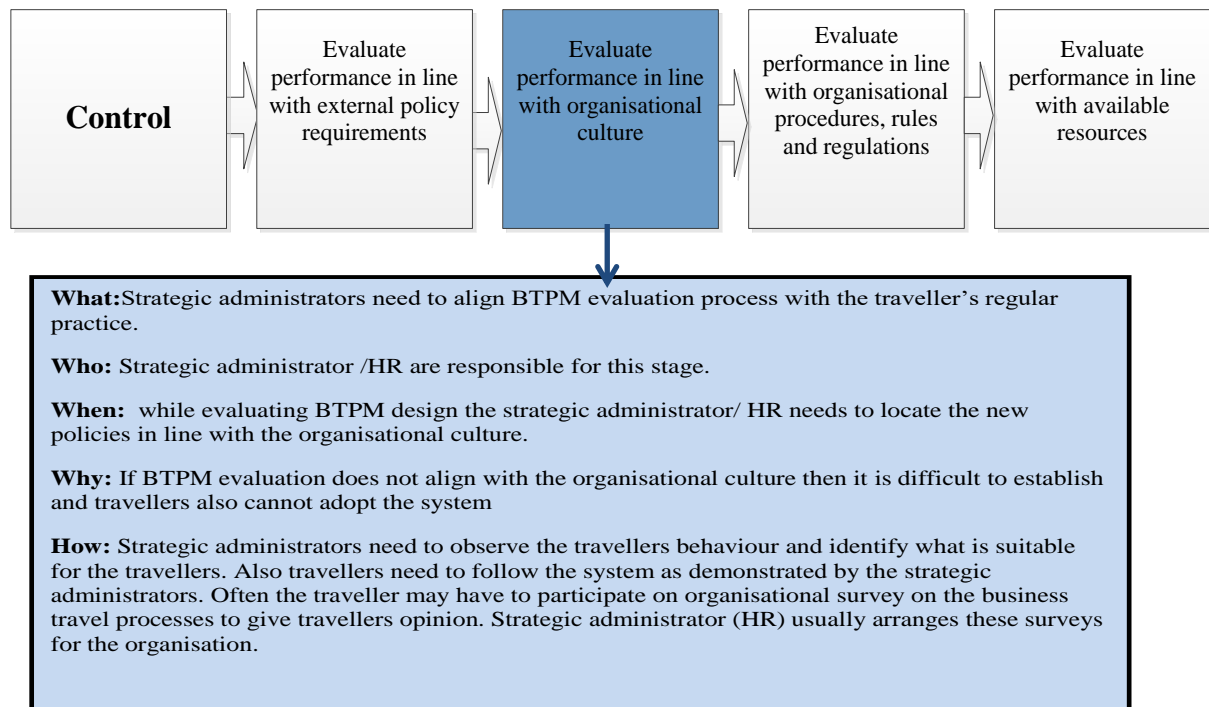 Control
Evaluate
performance in line
with external policy
requirements
Evaluate
performance in line
with organisational
culture
Evaluate
performance in line
with organisational
procedures, rules
and regulations
Evaluate
performance in line
with available
resources
What:Strategic administrators need to align BTPM evaluation process with the traveller’s regular
practice.
Who: Strategic administrator /HR are responsible for this stage.
When:  while evaluating BTPM design the strategic administrator/ HR needs to locate the new
policies in line with the organisational culture.
Why: If BTPM evaluation does not align with the organisational culture then it is difficult to establish
and travellers also cannot adopt the system
How: Strategic administrators need to observe the travellers behaviour and identify what is suitable
for the travellers. Also travellers need to follow the system as demonstrated by the strategic
administrators. Often the traveller may have to participate on organisational survey on the business
travel processes to give travellers opinion. Strategic administrator (HR) usually arranges these surveys
for the organisation.